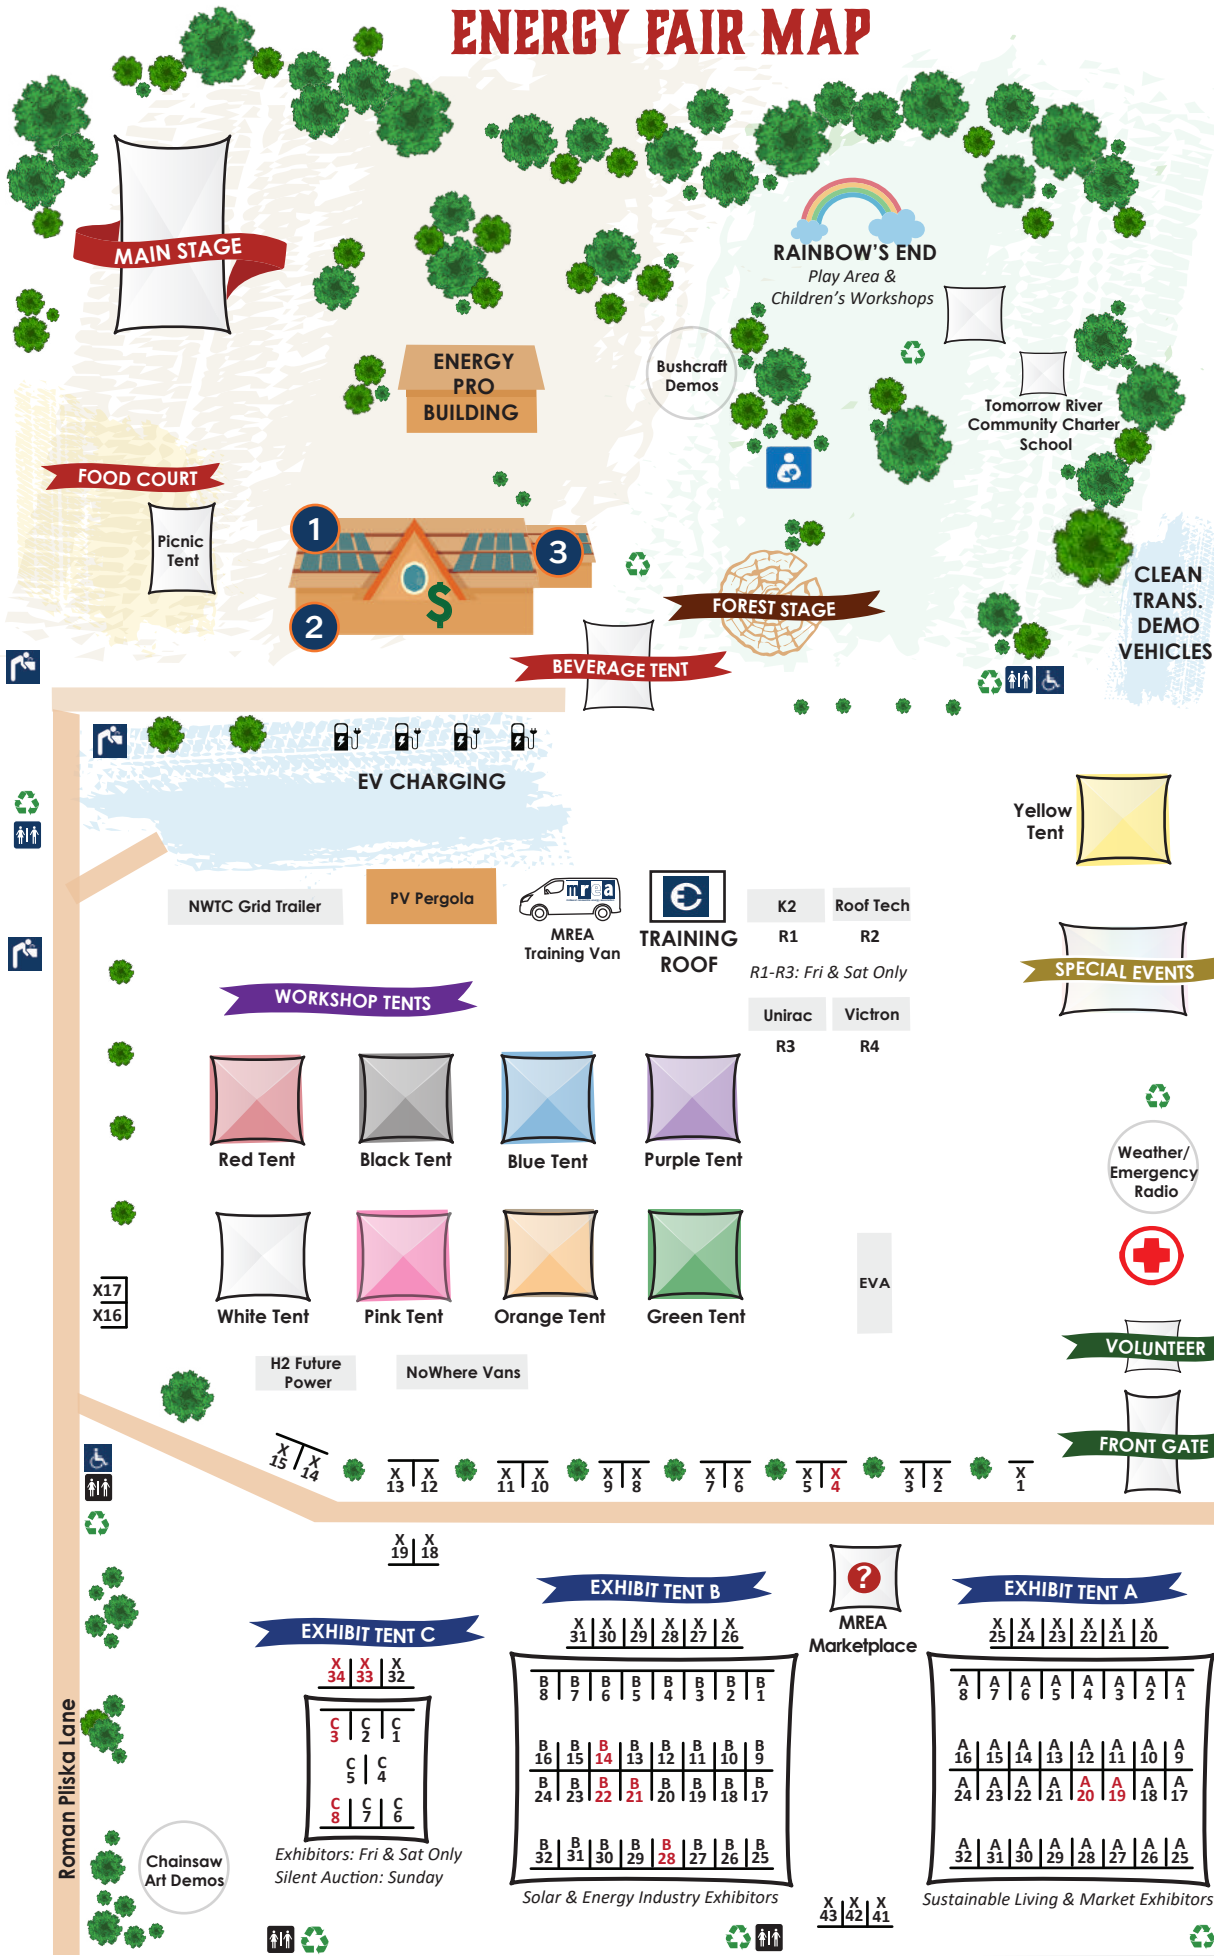 ENERGY FAIR MAP
MAIN STAGE
RAINBOW'S END
Play Area &
Children's Workshops
ENERGY
PRO
BUILDING
Bushcraft
Demos
Tomorrow River
Community Charter
School
FOOD COURT
Picnic
Tent
1
2
3
$
FOREST STAGE
BEVERAGE TENT
CLEAN
TRANS.
DEMO
VEHICLES
EV CHARGING
Yellow
Tent
NWTC Grid Trailer
PV Pergola
mrea
MREA
Training Van
TRAINING
ROOF
K2
R1
Roof Tech
R2
R1-R3: Fri & Sat Only
Unirac
R3
Victron
R4
SPECIAL EVENTS
WORKSHOP TENTS
Red Tent
Black Tent
Blue Tent
Purple Tent
Weather/
Emergency
Radio
White Tent
Pink Tent
Orange Tent
Green Tent
EVA
X17
X16
VOLUNTEER
H2 Future
Power
NoWhere Vans
FRONT GATE
X 15 X 14
X 13 X 12
X 11 X 10
X 9 X 8
X 7 X 6
X 5 X 4
X 3 X 2
X 1
X 19 X 18
EXHIBIT TENT C
X 34 X 33 X 32
C 3 C 2 C 1
C 5 C 4
C 8 C 7 C 6
Exhibitors: Fri & Sat Only
Silent Auction: Sunday
EXHIBIT TENT B
X 31 X 30 X 29 X 28 X 27 X 26
B 8 B 7 B 6 B 5 B 4 B 3 B 2 B 1
B 16 B 15 B 14 B 13 B 12 B 11 B 10 B 9
B 24 B 23 B 22 B 21 B 20 B 19 B 18 B 17
B 32 B 31 B 30 B 29 B 28 B 27 B 26 B 25
Solar & Energy Industry Exhibitors
?
MREA
Marketplace
X 43 X 42 X 41
EXHIBIT TENT A
X 25 X 24 X 23 X 22 X 21 X 20
A 8 A 7 A 6 A 5 A 4 A 3 A 2 A 1
A 16 A 15 A 14 A 13 A 12 A 11 A 10 A 9
A 24 A 23 A 22 A 21 A 20 A 19 A 18 A 17
A 32 A 31 A 30 A 29 A 28 A 27 A 26 A 25
Sustainable Living & Market Exhibitors
Roman Pliska Lane
Chainsaw
Art Demos